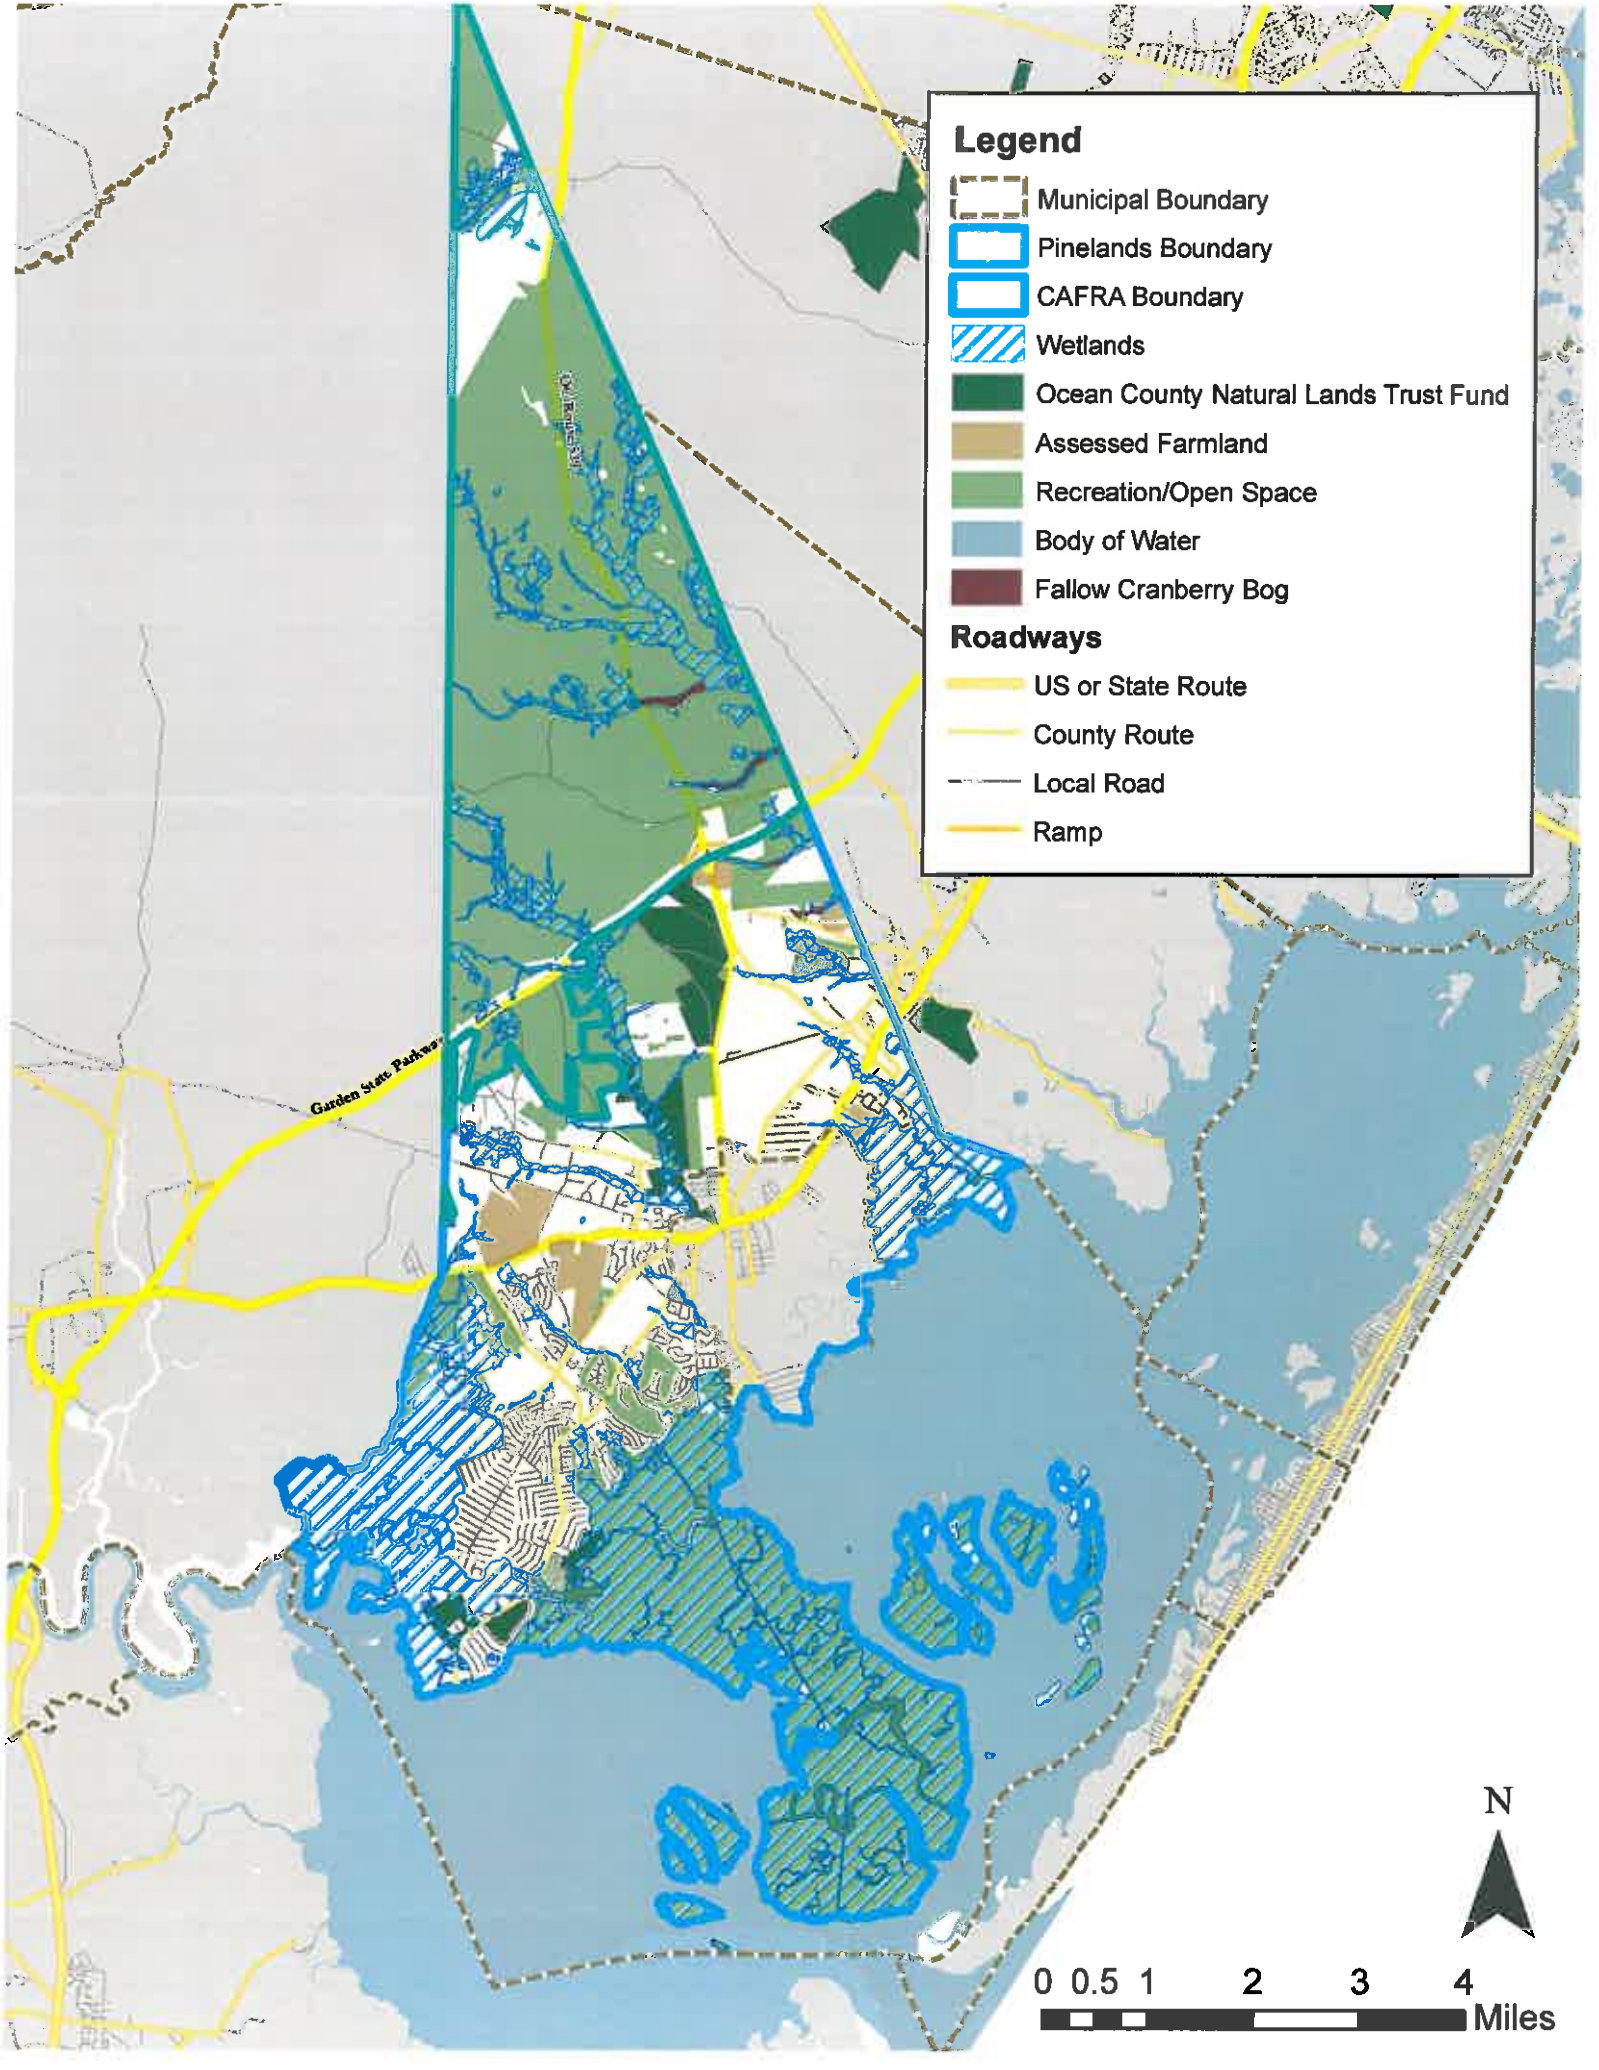 Legend
Municipal Boundary
Pinelands Boundary
CAFRA Boundary
Wetlands
Ocean County Natural Lands Trust Fund
Assessed Farmland
Recreation/Open Space
Body of Water
Fallow Cranberry Bog
Roadways
US or State Route
County Route
Local Road
Ramp
Garden State Parkway
N
0 0.5 1 2 3 4
Miles